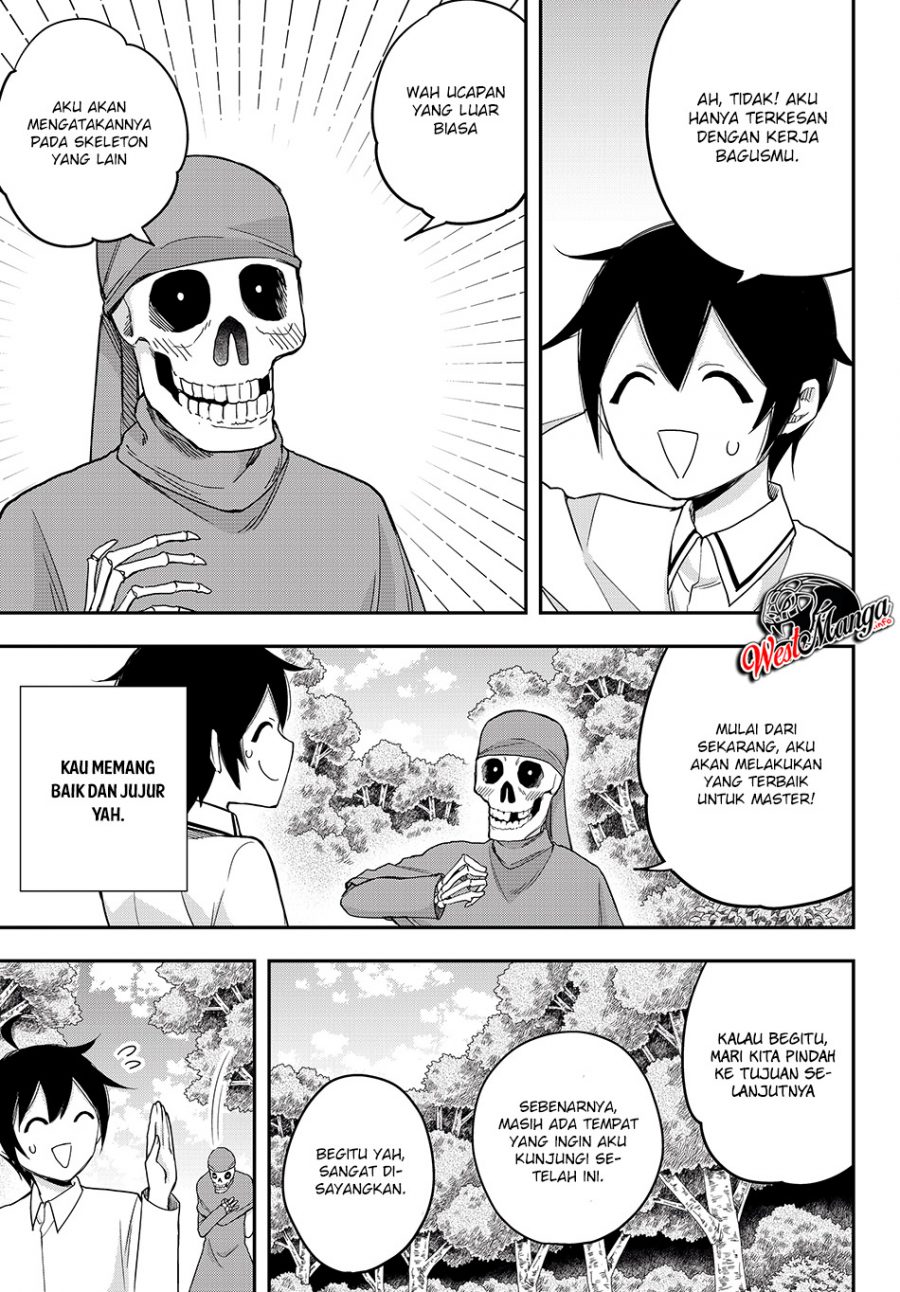 AH, TIDAK! AKU
HANYA TERKESAN
DENGAN KERJA
BAGUSMU.
WAH UCAPAN
YANG LUAR
BIASA
AKU AKAN
MENGATAKANNYA
PADA SKELETON
YANG LAIN
WestManga
.info
MULAI DARI
SEKARANG, AKU
AKAN MELAKUKAN
YANG TERBAIK
UNTUK MASTER!
KAU MEMANG
BAIK DAN JUJUR
YAH.
KALAU BEGITU,
MARI KITA PINDAH
KE TUJUAN SE-
LANJUTNYA
SEBENARNYA,
MASIH ADA TEMPAT
YANG INGIN AKU
KUNJUNGI SE-
TELAH INI.
BEGITU YAH,
SANGAT DI-
SAYANGKAN.